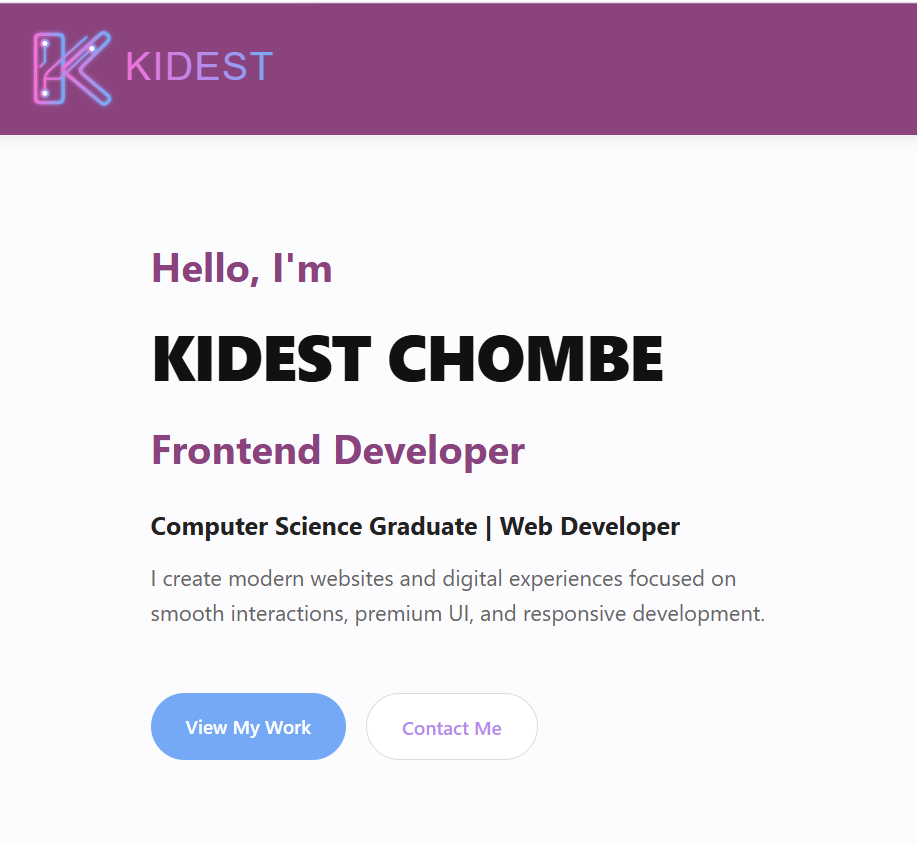 KIDEST
Hello, I'm
KIDEST CHOMBE
Frontend Developer
Computer Science Graduate | Web Developer
I create modern websites and digital experiences focused on
smooth interactions, premium UI, and responsive development.
View My Work
Contact Me